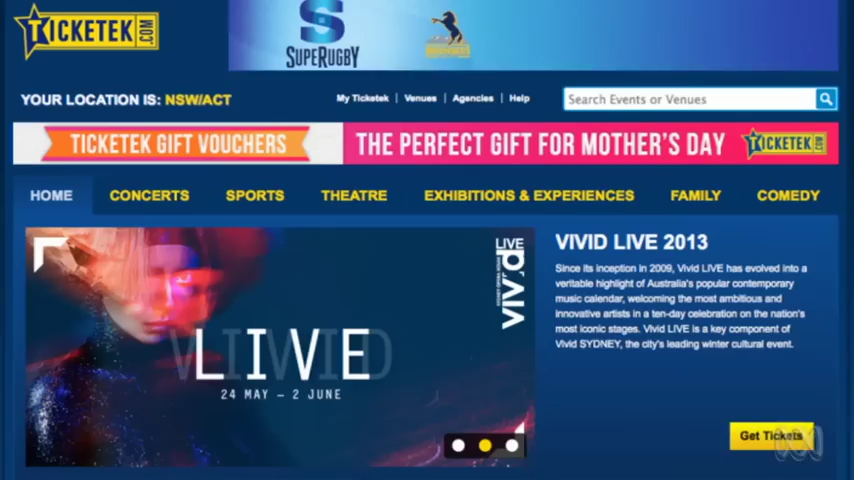 TICKETEK.COM
S
SUPERUGBY
YOUR LOCATION IS: NSW/ACT
My Ticketek | Venues | Agencies | Help
Search Events or Venues
TICKETEK GIFT VOUCHERS
THE PERFECT GIFT FOR MOTHER'S DAY
TICKETEK.COM
HOME CONCERTS SPORTS THEATRE EXHIBITIONS & EXPERIENCES FAMILY COMEDY
LIVE
vivid
VIVID
LIVE
24 MAY – 2 JUNE
VIVID LIVE 2013
Since its inception in 2009, Vivid LIVE has evolved into a
veritable highlight of Australia's popular contemporary
music calendar, welcoming the most ambitious and
innovative artists in a ten-day celebration on the nation's
most iconic stages. Vivid LIVE is a key component of
Vivid SYDNEY, the city's leading winter cultural event.
Get Tickets